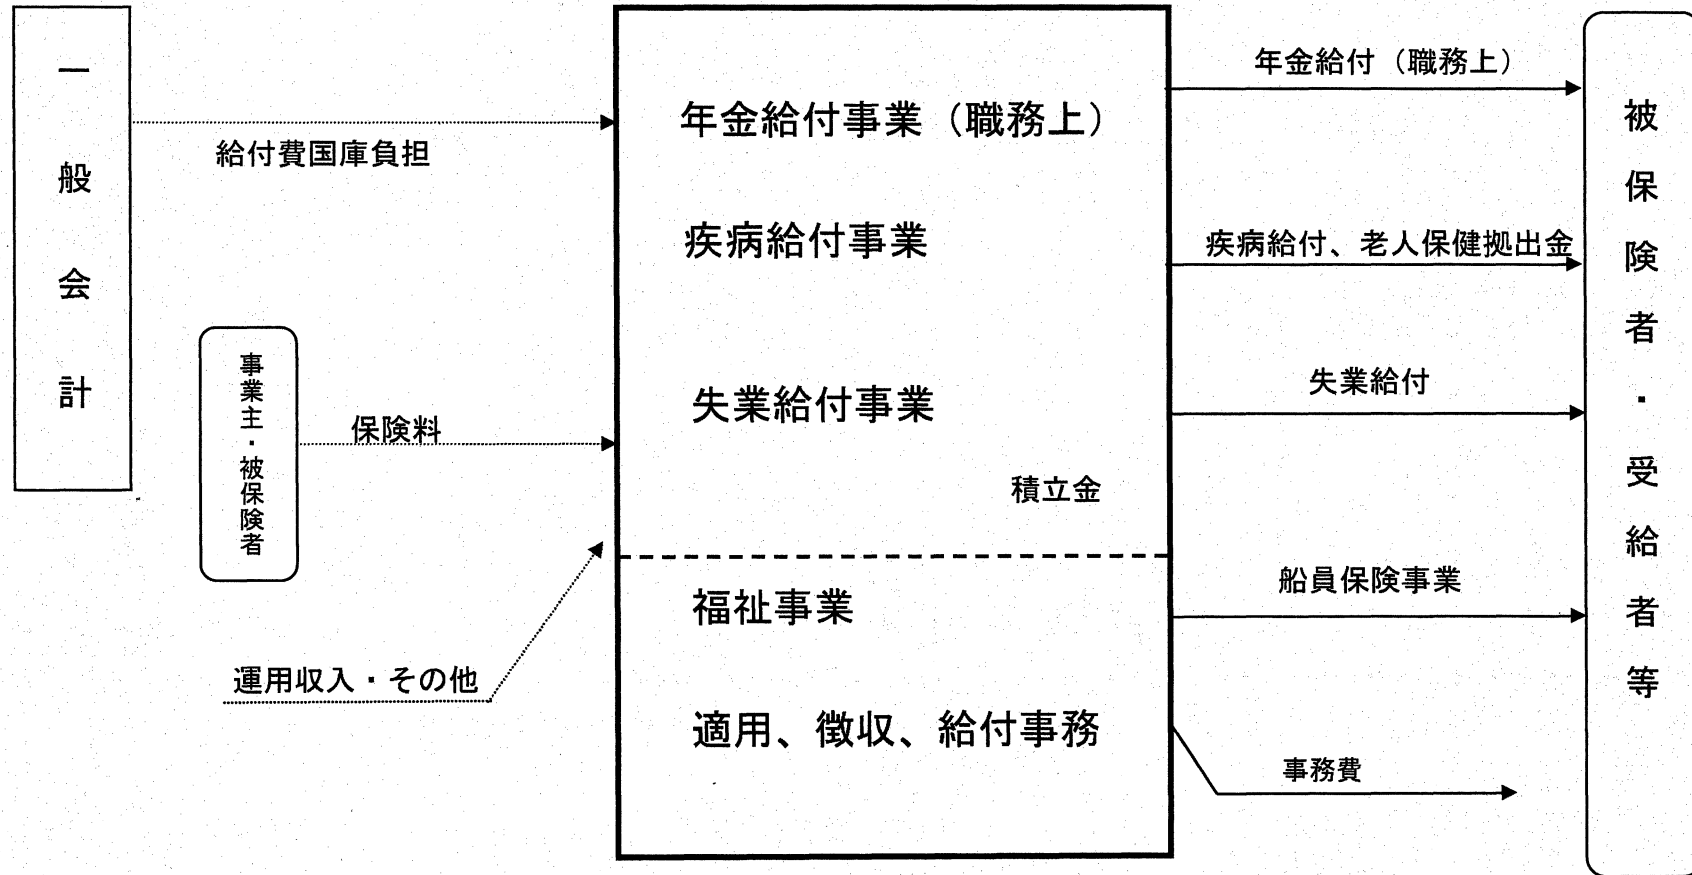 一般会計
給付費国庫負担
事業主・被保険者
保険料
運用収入・その他
年金給付事業（職務上）
疾病給付事業
失業給付事業
積立金
福祉事業
適用、徴収、給付事務
年金給付（職務上）
疾病給付、老人保健拠出金
失業給付
船員保険事業
事務費
被保険者・受給者等